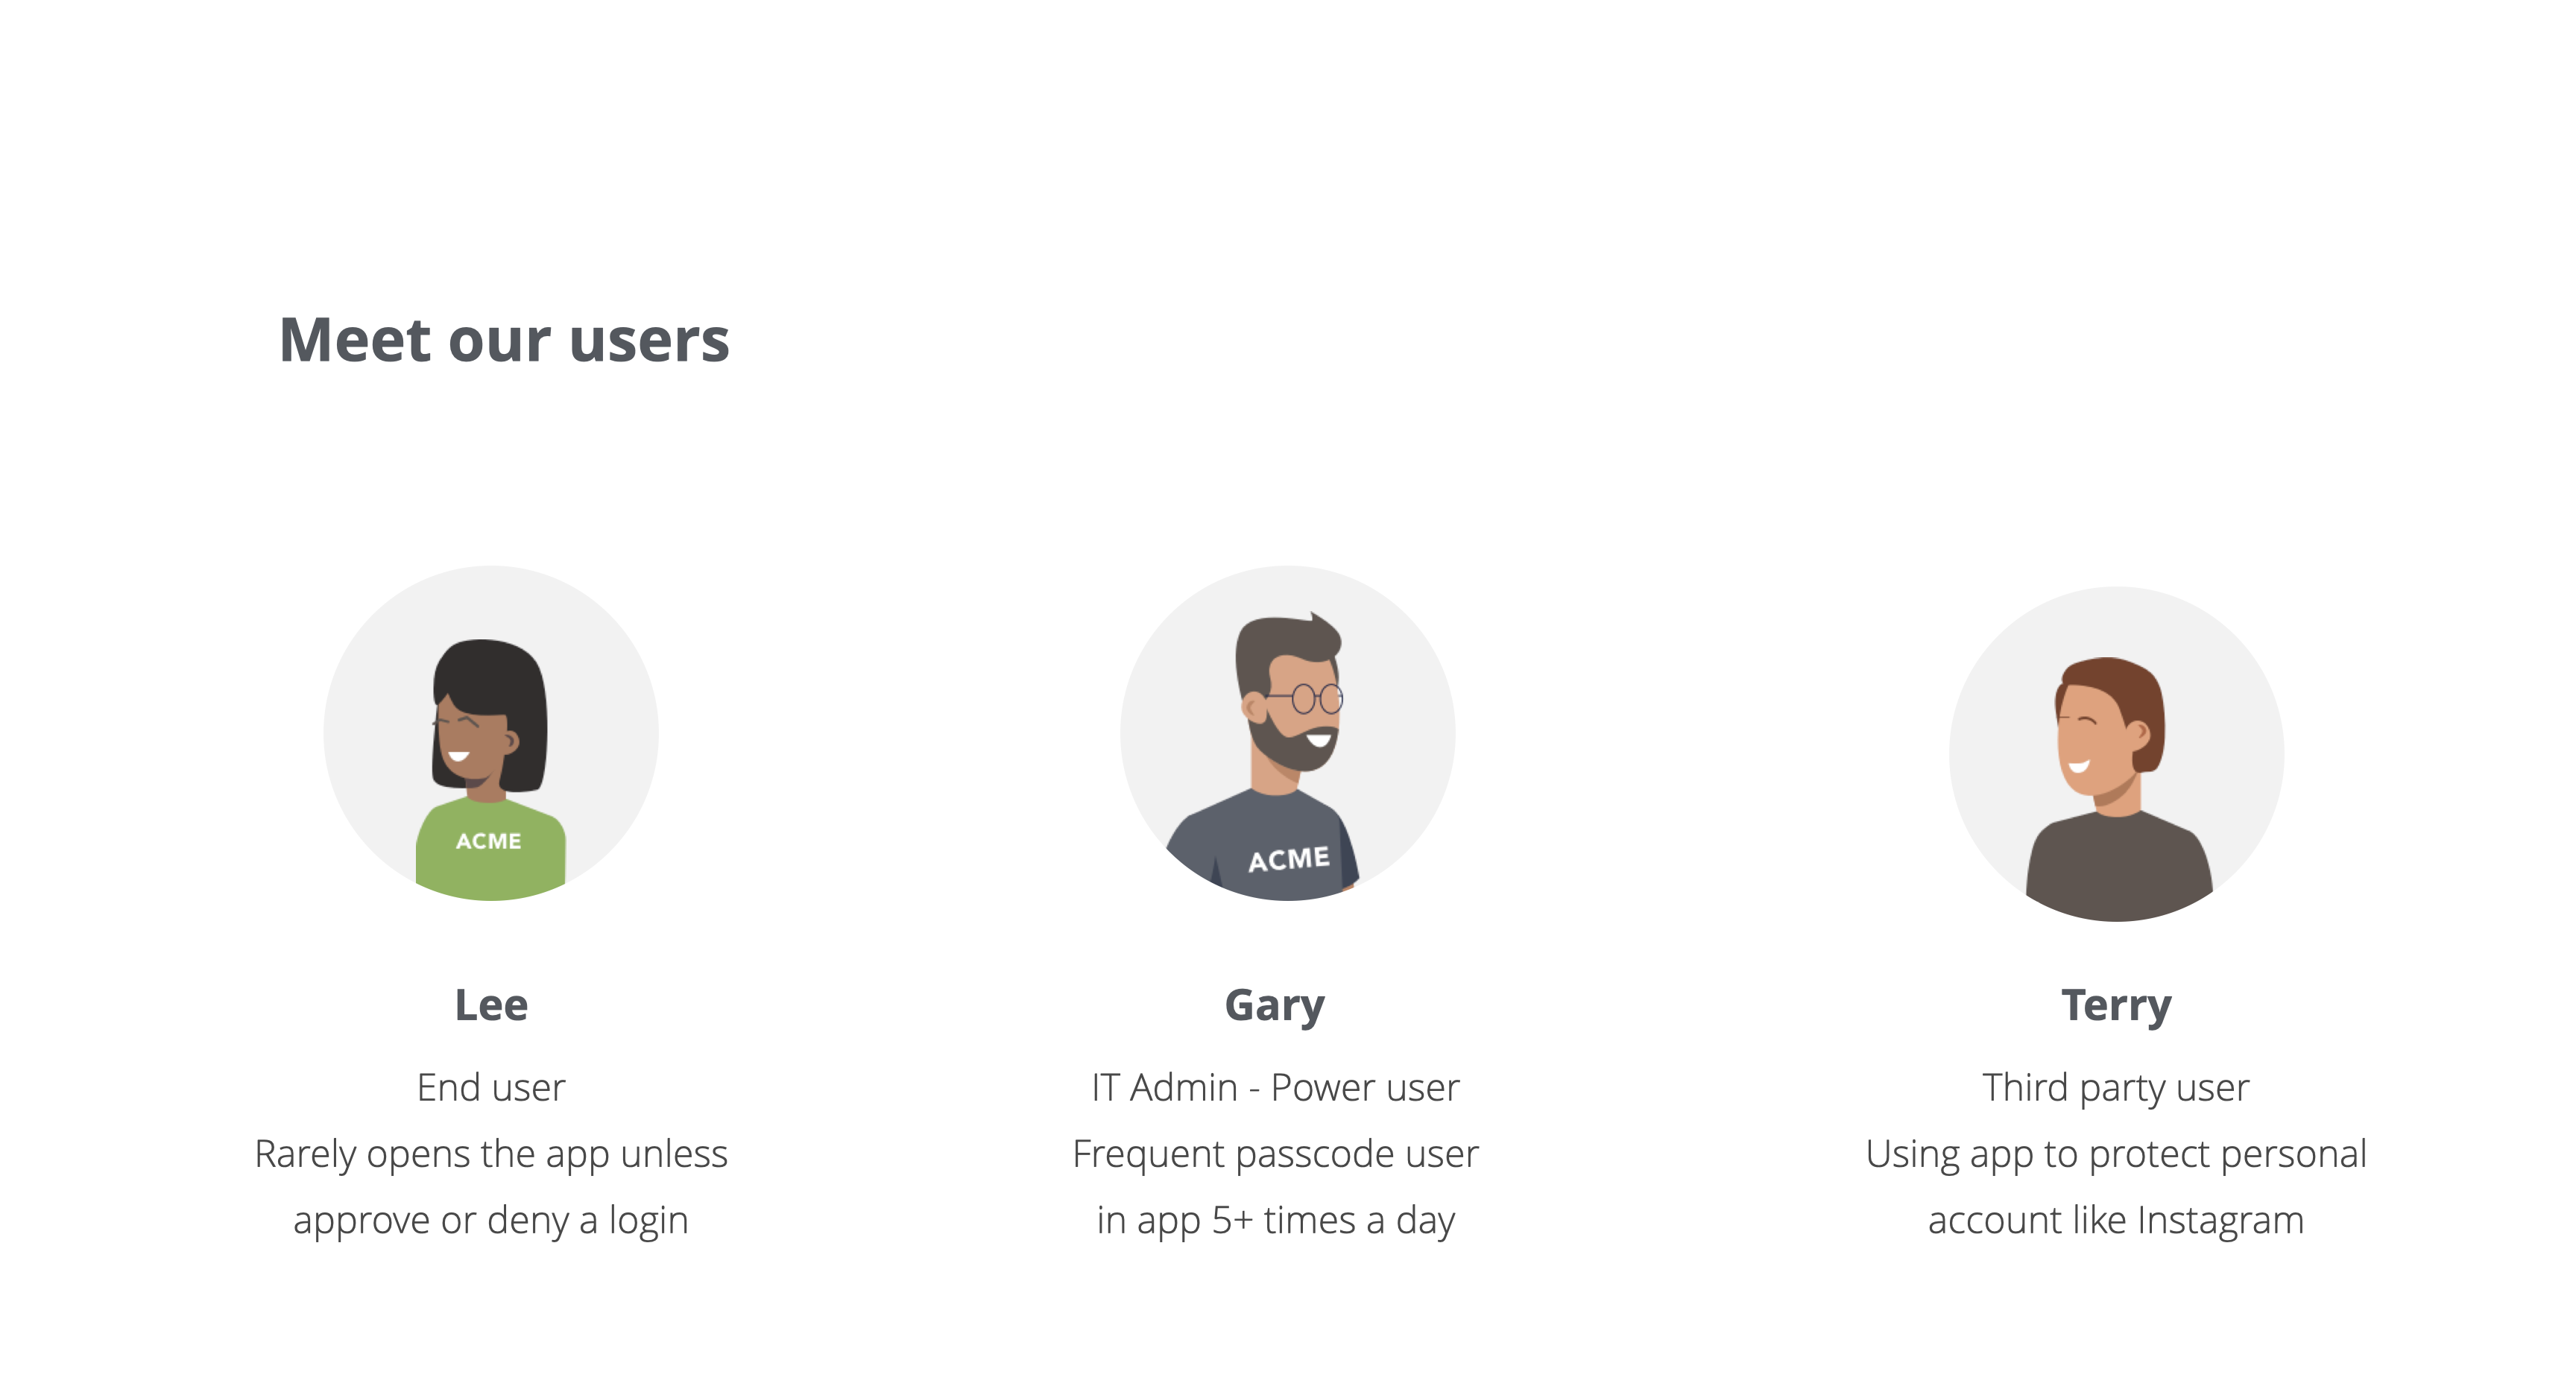 Meet our users
ACME
ACME
Lee
End user
Rarely opens the app unless
approve or deny a login
Gary
IT Admin - Power user
Frequent passcode user
in app 5+ times a day
Terry
Third party user
Using app to protect personal
account like Instagram